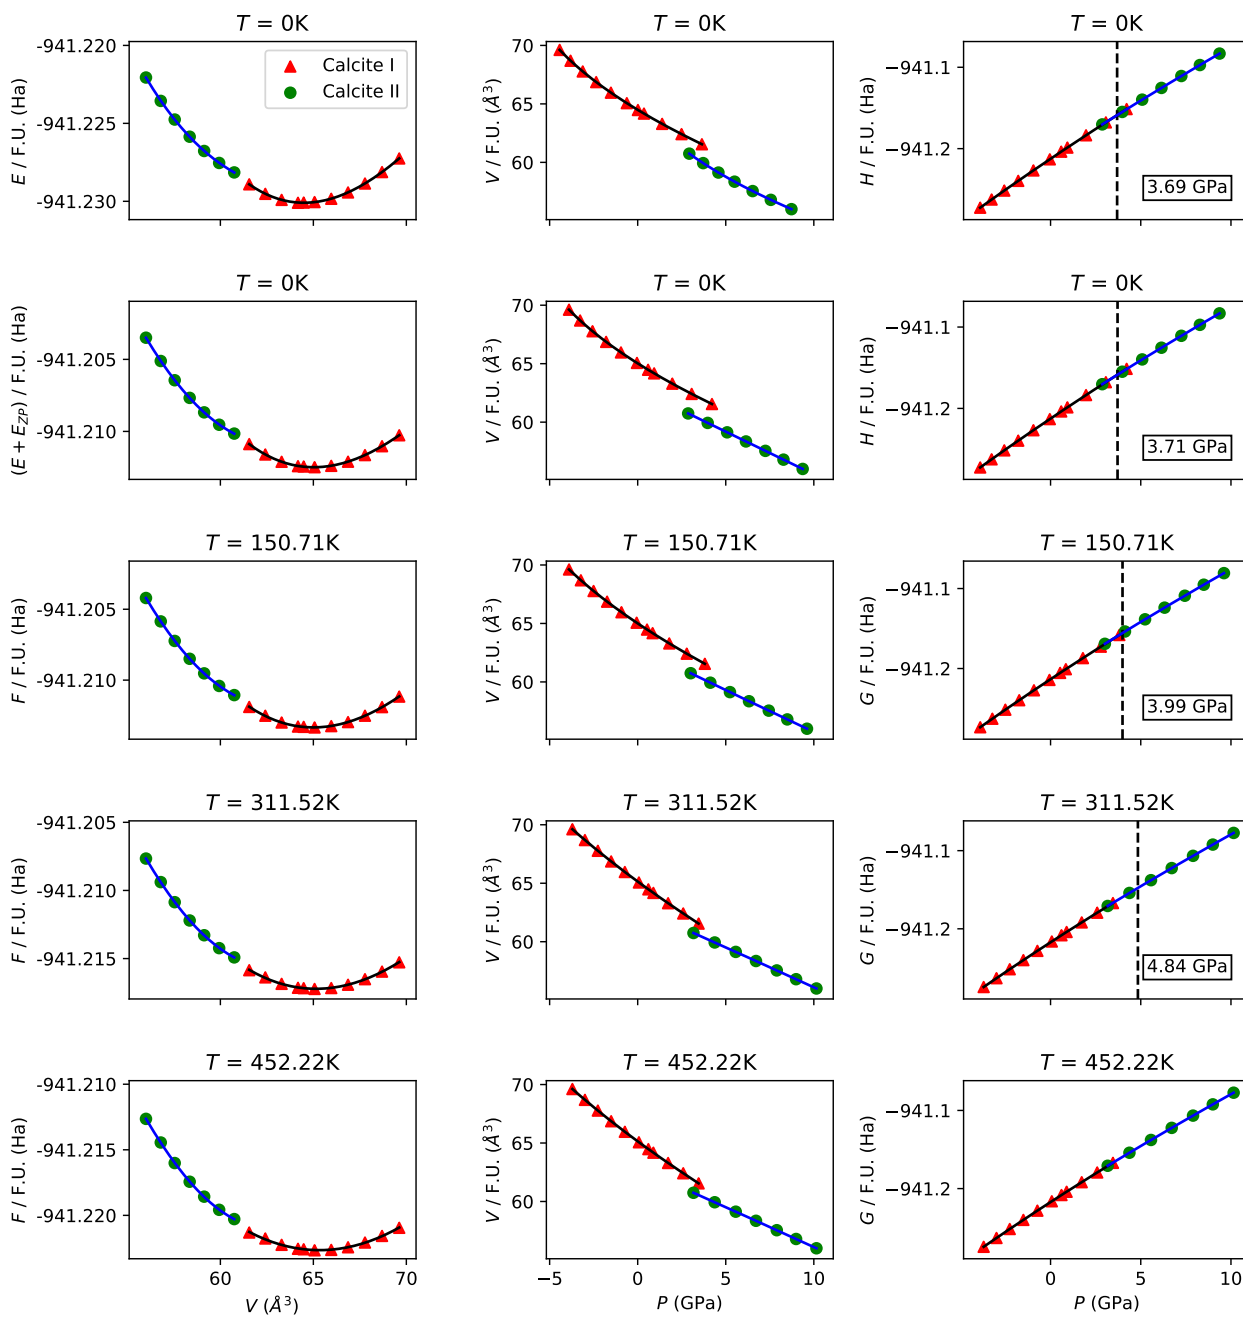 T = 0K
T = 0K
T = 0K
E / F.U. (Ha)
-941.220
-941.225
-941.230
Calcite I
Calcite II
V / F.U. (Å³)
70
65
60
H / F.U. (Ha)
−941.1
−941.2
3.69 GPa
T = 0K
T = 0K
T = 0K
(E + E_ZP) / F.U. (Ha)
-941.205
-941.210
V / F.U. (Å³)
70
65
60
H / F.U. (Ha)
−941.1
−941.2
3.71 GPa
T = 150.71K
T = 150.71K
T = 150.71K
F / F.U. (Ha)
-941.205
-941.210
V / F.U. (Å³)
70
65
60
G / F.U. (Ha)
−941.1
−941.2
3.99 GPa
T = 311.52K
T = 311.52K
T = 311.52K
F / F.U. (Ha)
-941.205
-941.210
-941.215
V / F.U. (Å³)
70
65
60
G / F.U. (Ha)
−941.1
−941.2
4.84 GPa
T = 452.22K
T = 452.22K
T = 452.22K
F / F.U. (Ha)
-941.210
-941.215
-941.220
60 65 70
V (Å³)
V / F.U. (Å³)
70
65
60
−5 0 5 10
P (GPa)
G / F.U. (Ha)
−941.1
−941.2
0 5 10
P (GPa)